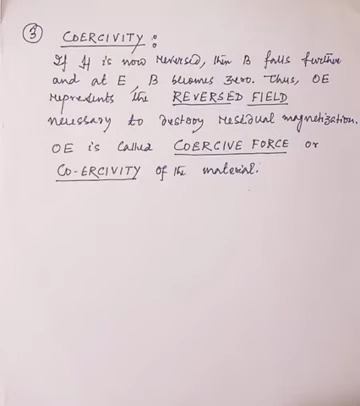 ③ COERCIVITY :
If H is now reversed, then B falls further
and at E, B becomes zero. Thus, OE
represents the REVERSED FIELD
necessary to destroy residual magnetization.
OE is called COERCIVE FORCE or
CO-ERCIVITY of the material.